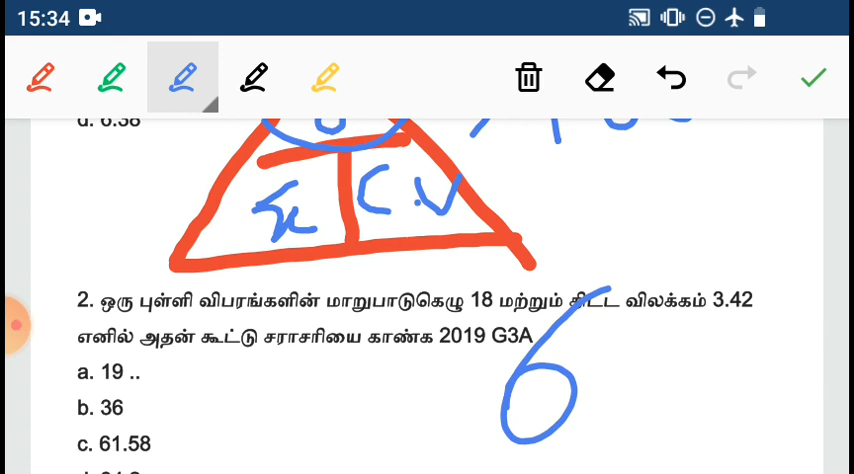 15:34
d. 6.38
σ
x̄ C.V
2. ஒரு புள்ளி விபரங்களின் மாறுபாடுகெழு 18 மற்றும் திட்ட விலக்கம் 3.42
எனில் அதன் கூட்டு சராசரியை காண்க 2019 G3A
a. 19 ..
b. 36
c. 61.58
6